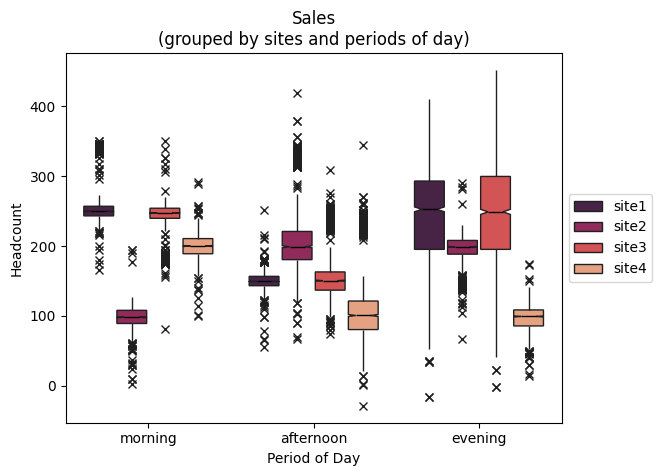 Sales
(grouped by sites and periods of day)
Headcount
400
300
200
100
0
morning
afternoon
evening
Period of Day
site1
site2
site3
site4